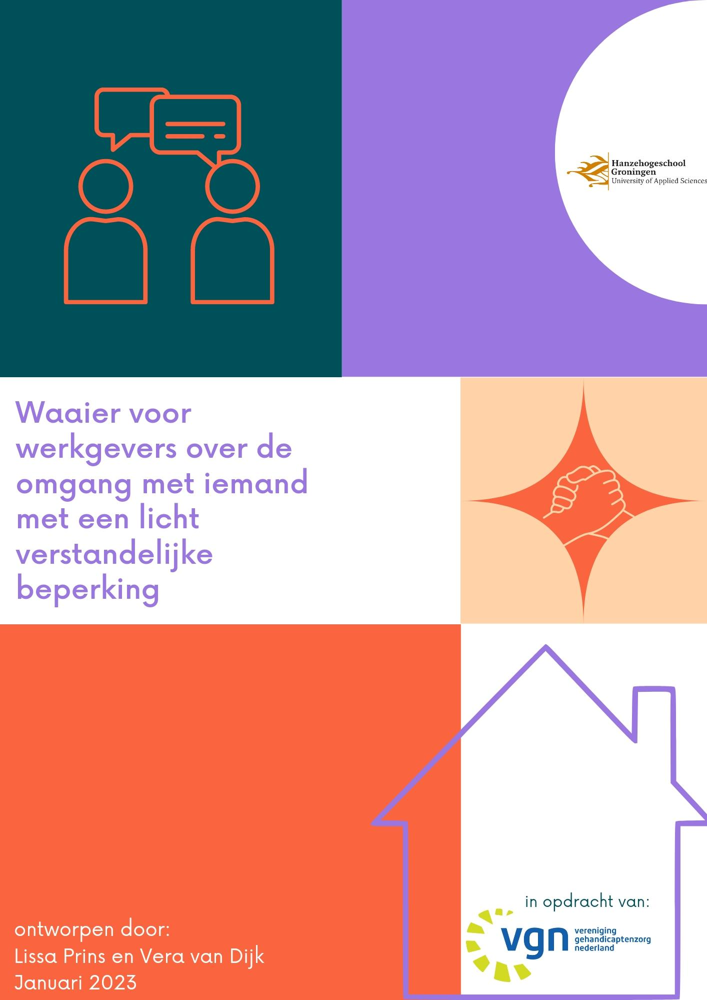 Hanzehogeschool
Groningen
University of Applied Sciences
Waaier voor
werkgevers over de
omgang met iemand
met een licht
verstandelijke
beperking
in opdracht van:
vgn
vereniging
gehandicaptenzorg
nederland
ontworpen door:
Lissa Prins en Vera van Dijk
Januari 2023